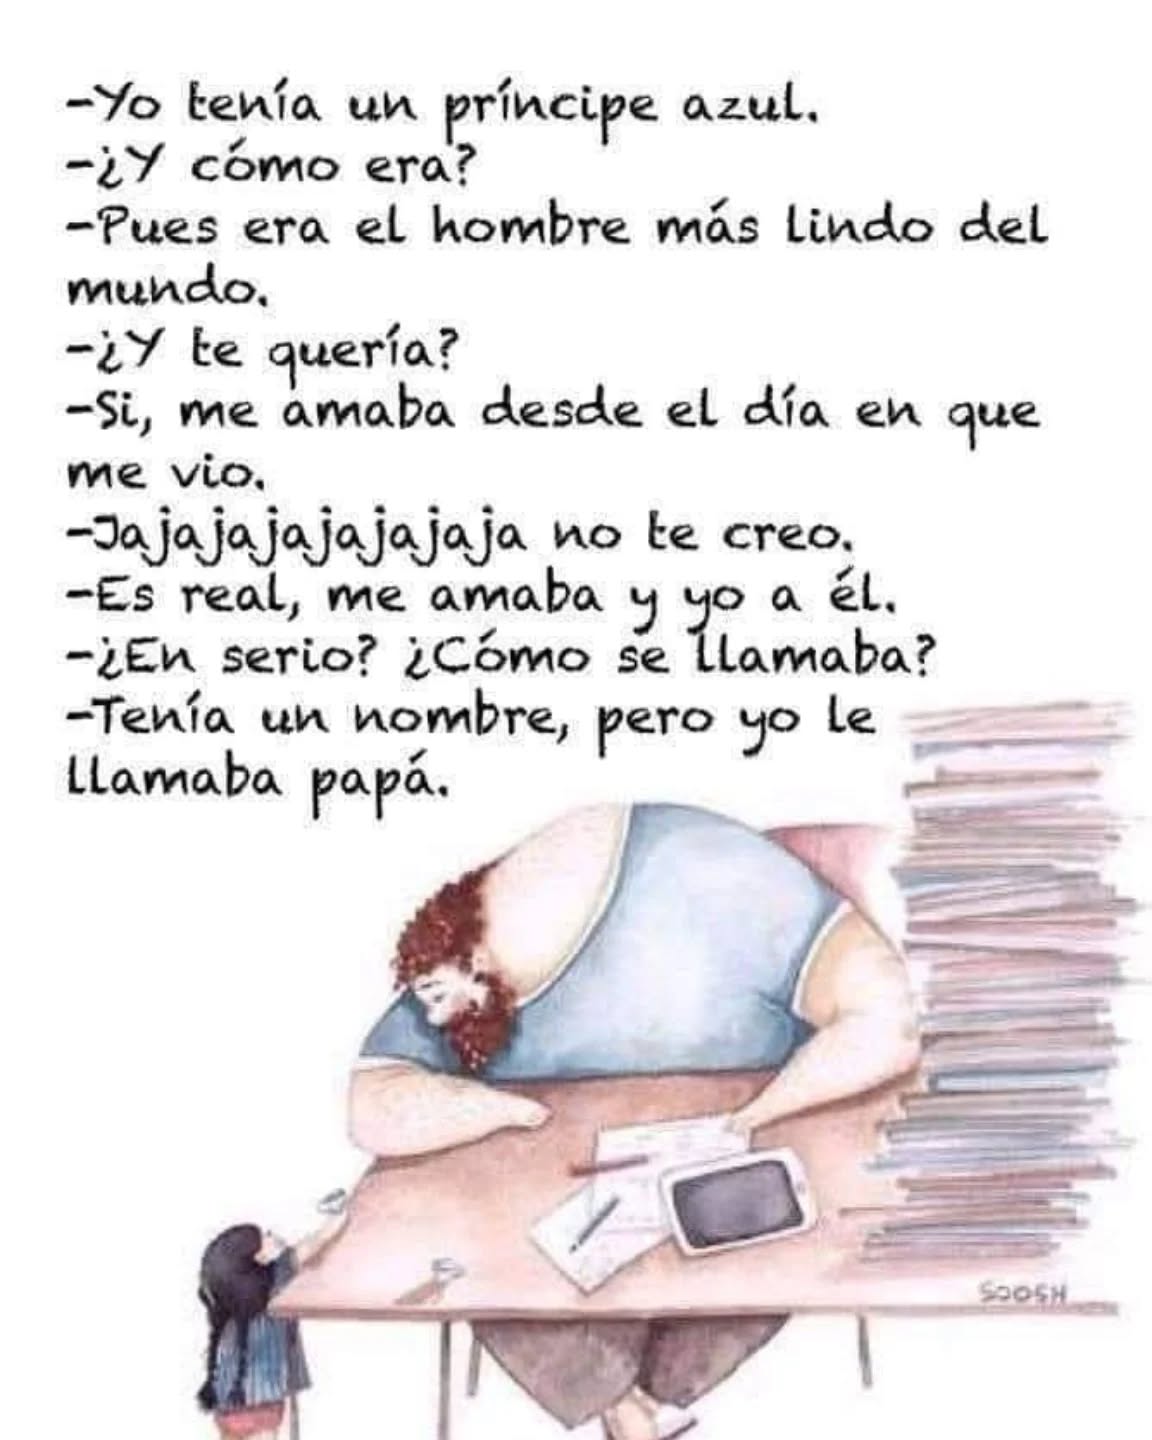 -Yo tenía un príncipe azul.
-¿Y cómo era?
-Pues era el hombre más lindo del
mundo.
-¿Y te quería?
-Si, me amaba desde el día en que
me vio.
-Jajajajajajajaja no te creo.
-Es real, me amaba y yo a él.
-¿En serio? ¿Cómo se llamaba?
-Tenía un nombre, pero yo le
llamaba papá.
SOOSH